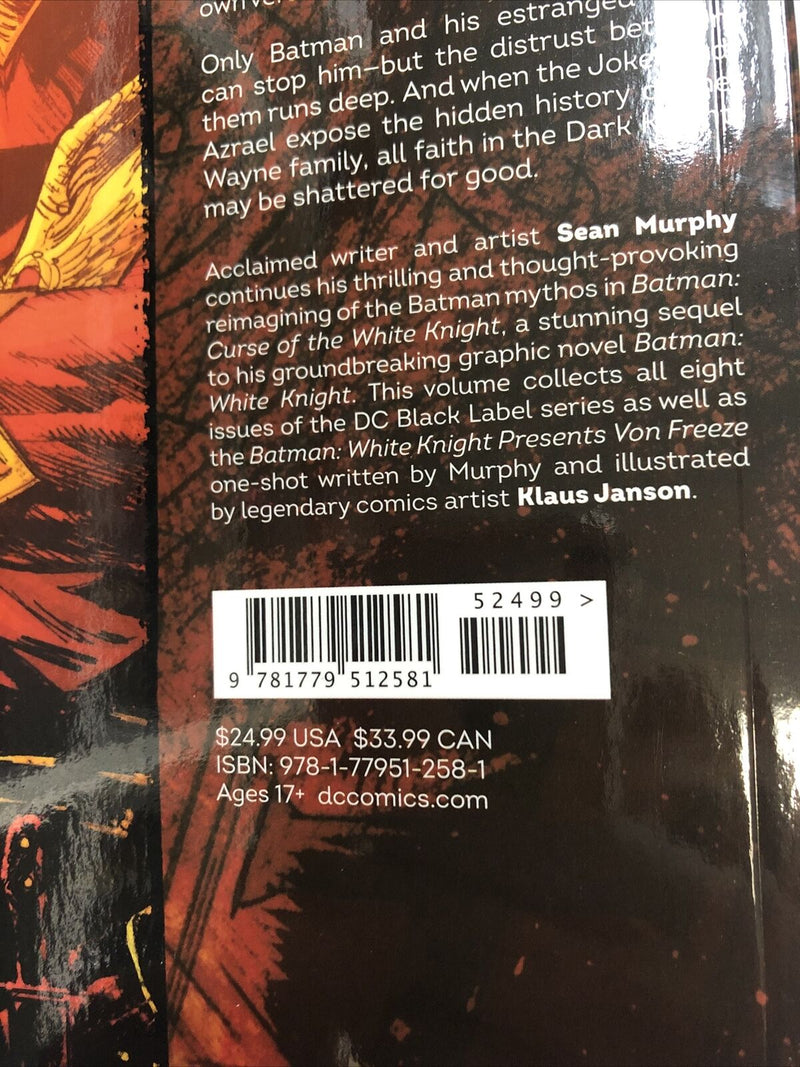 Only Batman and his estranged
can stop him—but the distrust
them runs deep. And when the Joker
Azrael expose the hidden history
Wayne family, all faith in the Dark
may be shattered for good.
Acclaimed writer and artist Sean Murphy
continues his thrilling and thought-provoking
reimagining of the Batman mythos in Batman:
Curse of the White Knight, a stunning sequel
to his groundbreaking graphic novel Batman:
White Knight. This volume collects all eight
issues of the DC Black Label series as well as
the Batman: White Knight Presents Von Freeze
one-shot written by Murphy and illustrated
by legendary comics artist Klaus Janson.
52499 >
9 781779 512581
$24.99 USA $33.99 CAN
ISBN: 978-1-77951-258-1
Ages 17+ dccomics.com